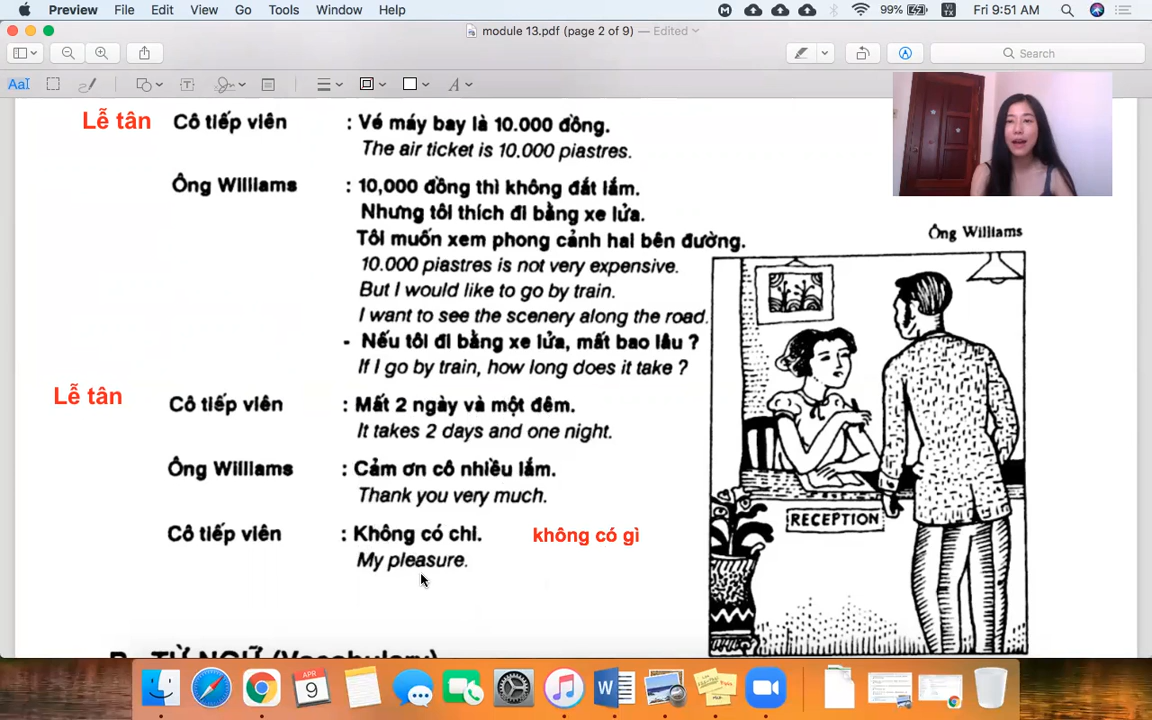 Preview File Edit View Go Tools Window Help 99% VI TX Fri 9:51 AM
module 13.pdf (page 2 of 9) — Edited
Search
Lễ tân Cô tiếp viên : Vé máy bay là 10.000 đồng.
The air ticket is 10.000 piastres.
Ông Williams : 10,000 đồng thì không đắt lắm.
Nhưng tôi thích đi bằng xe lửa.
Tôi muốn xem phong cảnh hai bên đường.
10.000 piastres is not very expensive.
But I would like to go by train.
I want to see the scenery along the road.
- Nếu tôi đi bằng xe lửa, mất bao lâu ?
If I go by train, how long does it take ?
Lễ tân Cô tiếp viên : Mất 2 ngày và một đêm.
It takes 2 days and one night.
Ông Williams : Cảm ơn cô nhiều lắm.
Thank you very much.
Cô tiếp viên : Không có chi. không có gì
My pleasure.
Ông Williams
RECEPTION
B. TỪ NGỮ (Vocabulary)
APR
9